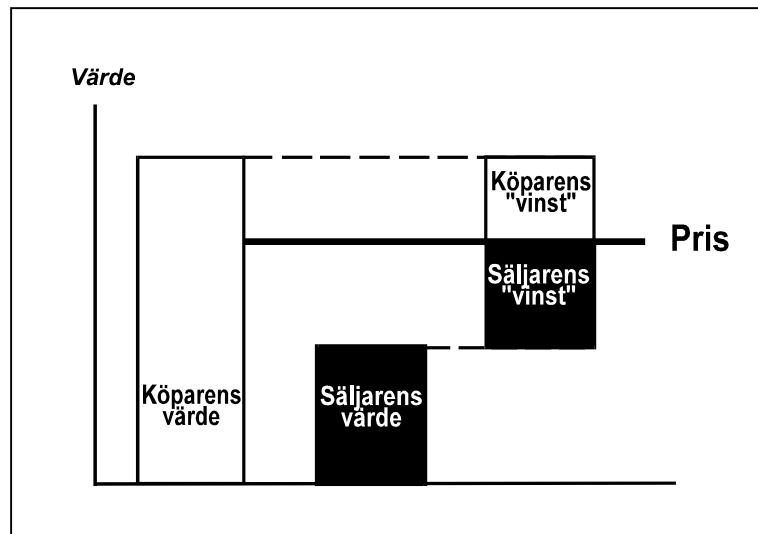 Värde
Köparens
"vinst"
Pris
Säljarens
"vinst"
Köparens
värde
Säljarens
värde